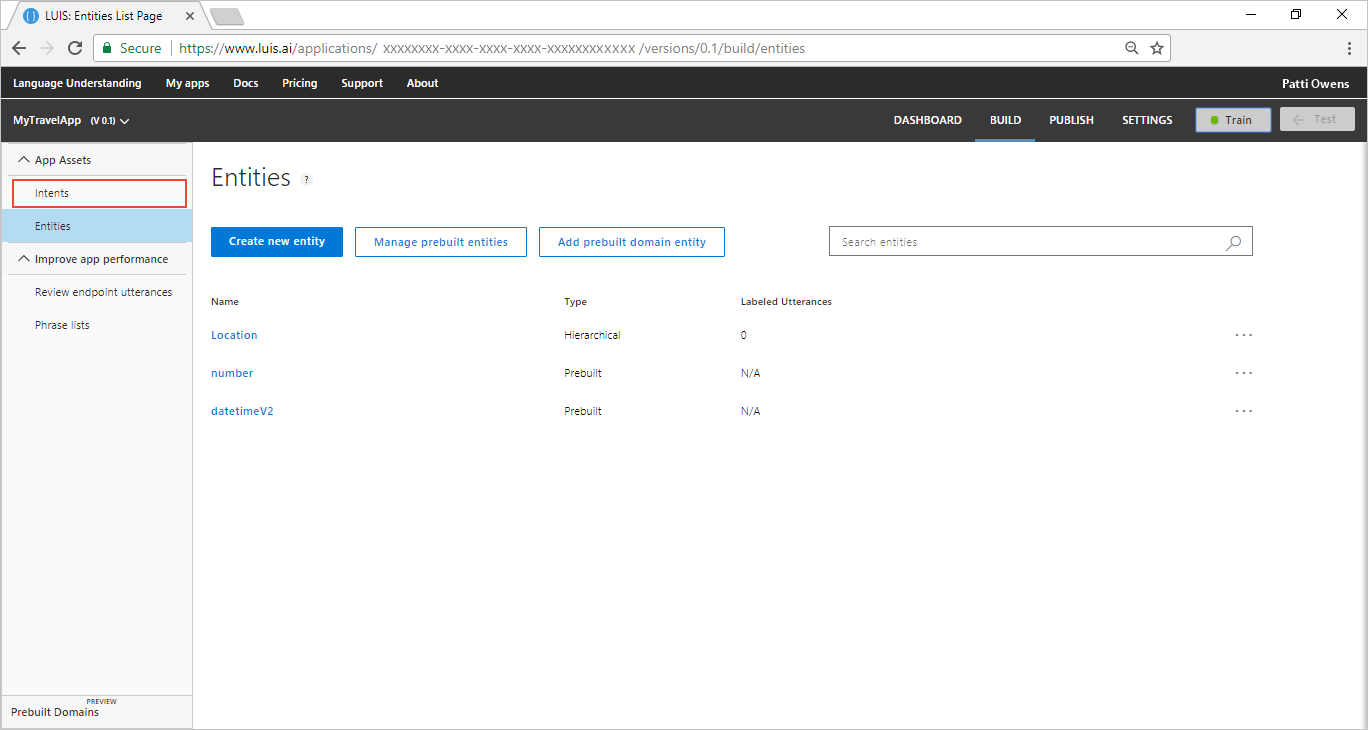 LUIS: Entities List Page
Secure https://www.luis.ai/applications/ xxxxxxxx-xxxx-xxxx-xxxx-xxxxxxxxxxxx /versions/0.1/build/entities
Language Understanding My apps Docs Pricing Support About Patti Owens
MyTravelApp (V 0.1) DASHBOARD BUILD PUBLISH SETTINGS Train Test
App Assets
Intents
Entities
Improve app performance
Review endpoint utterances
Phrase lists
PREVIEW
Prebuilt Domains
Entities ?
Create new entity Manage prebuilt entities Add prebuilt domain entity Search entities
Name Type Labeled Utterances
Location Hierarchical 0 ...
number Prebuilt N/A ...
datetimeV2 Prebuilt N/A ...